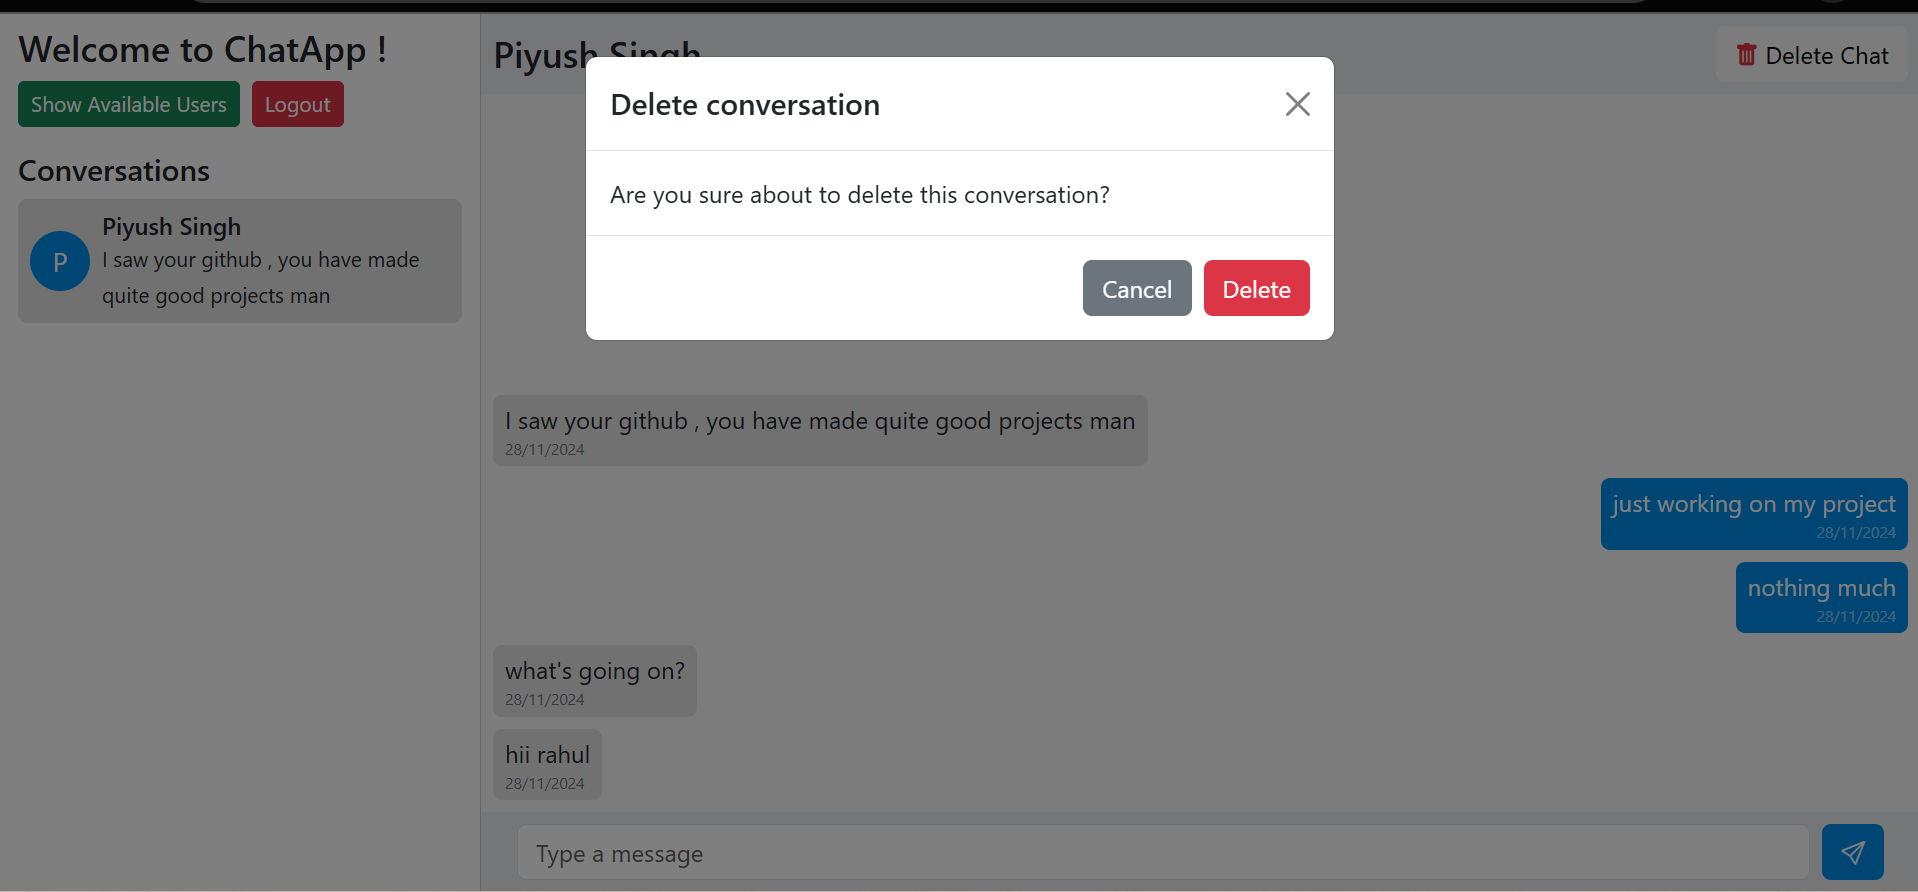 Welcome to ChatApp !
Show Available Users
Logout
Conversations
P
Piyush Singh
I saw your github , you have made
quite good projects man
Piyush Singh
Delete Chat
Delete conversation
Are you sure about to delete this conversation?
Cancel
Delete
I saw your github , you have made quite good projects man
28/11/2024
just working on my project
28/11/2024
nothing much
28/11/2024
what's going on?
28/11/2024
hii rahul
28/11/2024
Type a message